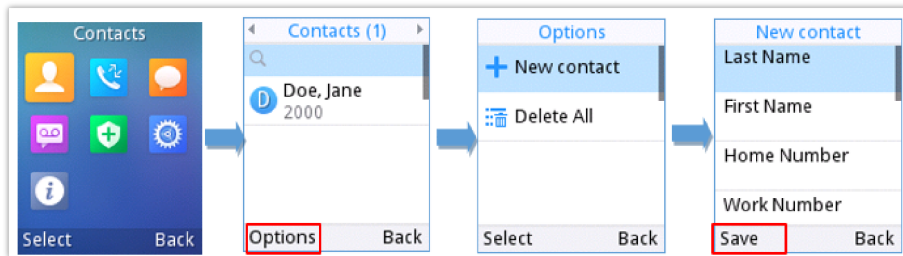 Contacts
Select Back
Contacts (1)
D Doe, Jane
2000
Options Back
Options
New contact
Delete All
Select Back
New contact
Last Name
First Name
Home Number
Work Number
Save Back